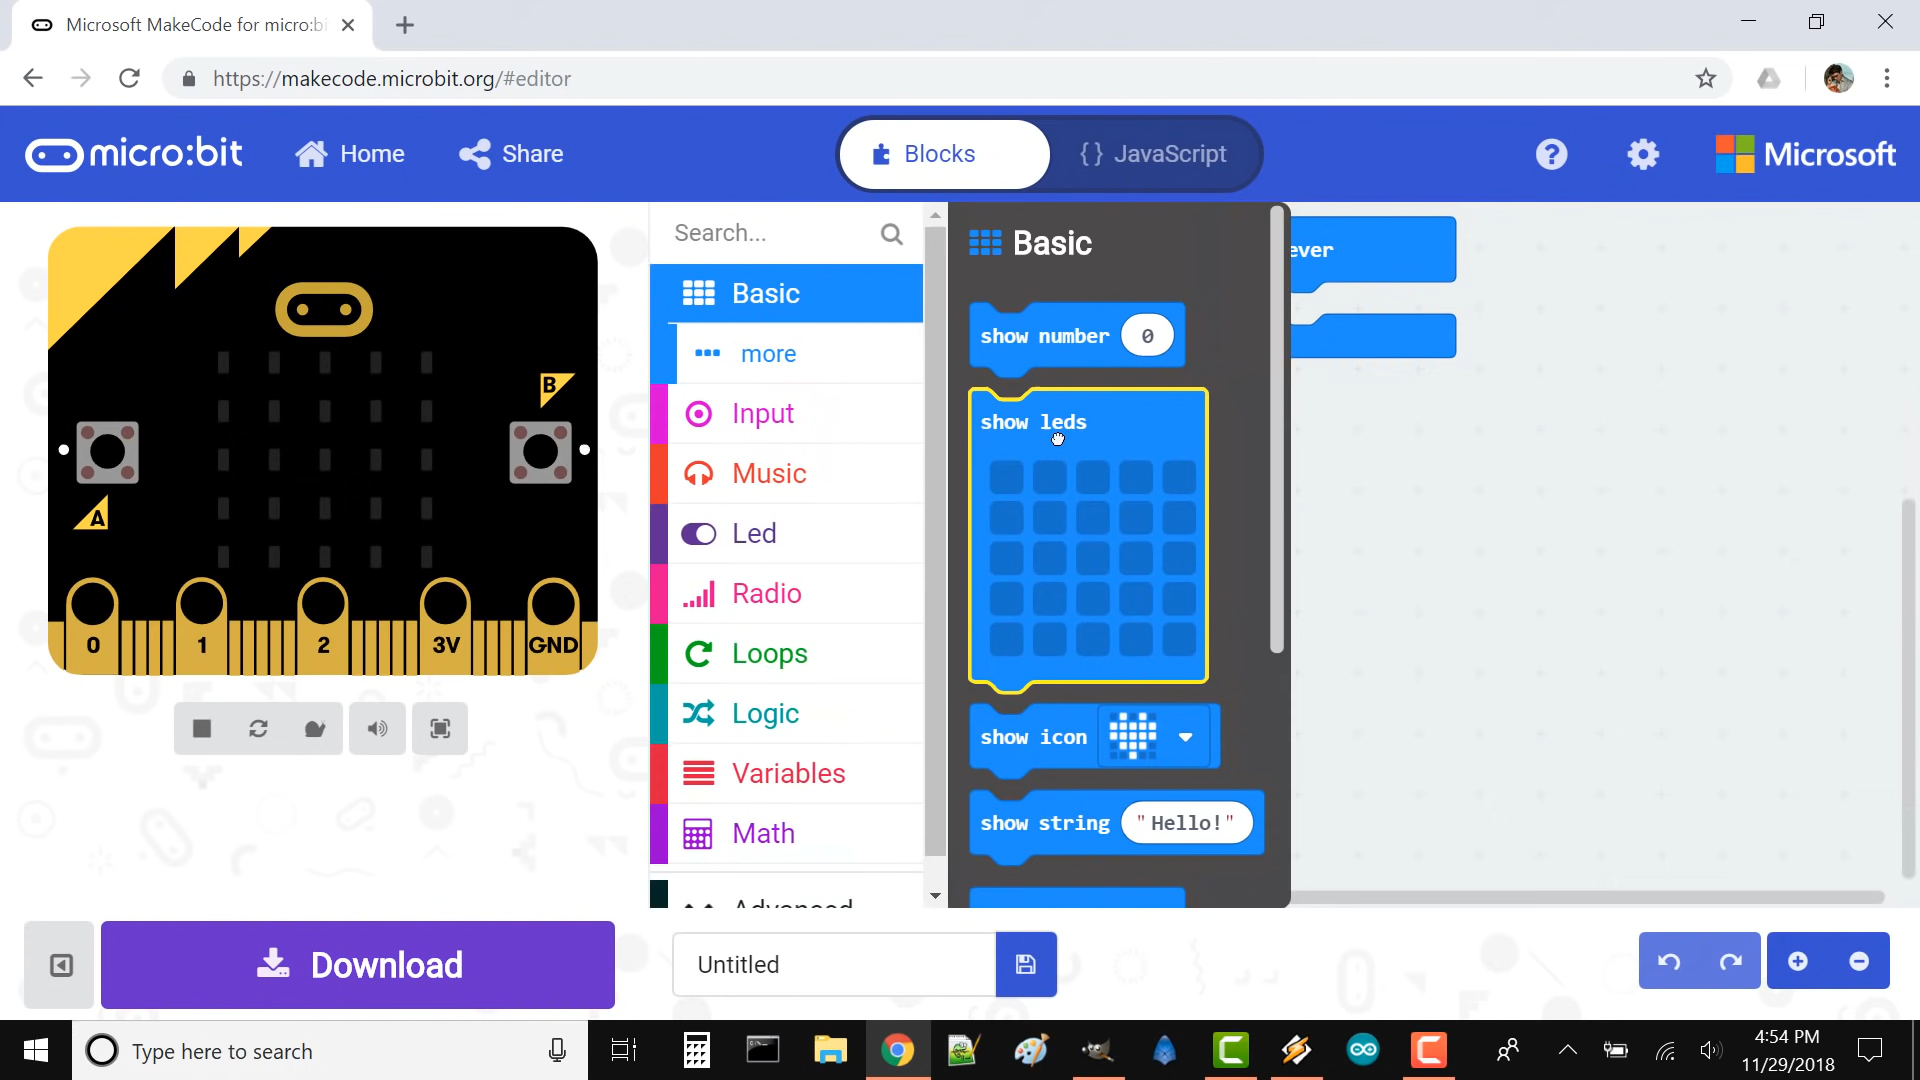 Microsoft MakeCode for micro:bi
https://makecode.microbit.org/#editor
micro:bit
Home
Share
Blocks
{} JavaScript
?
Microsoft
B
A
0
1
2
3V
GND
Search...
Basic
more
Input
Music
Led
Radio
Loops
Logic
Variables
Math
Advanced
Basic
show number 0
show leds
show icon
show string "Hello!"
ever
Download
Untitled
Type here to search
4:54 PM
11/29/2018